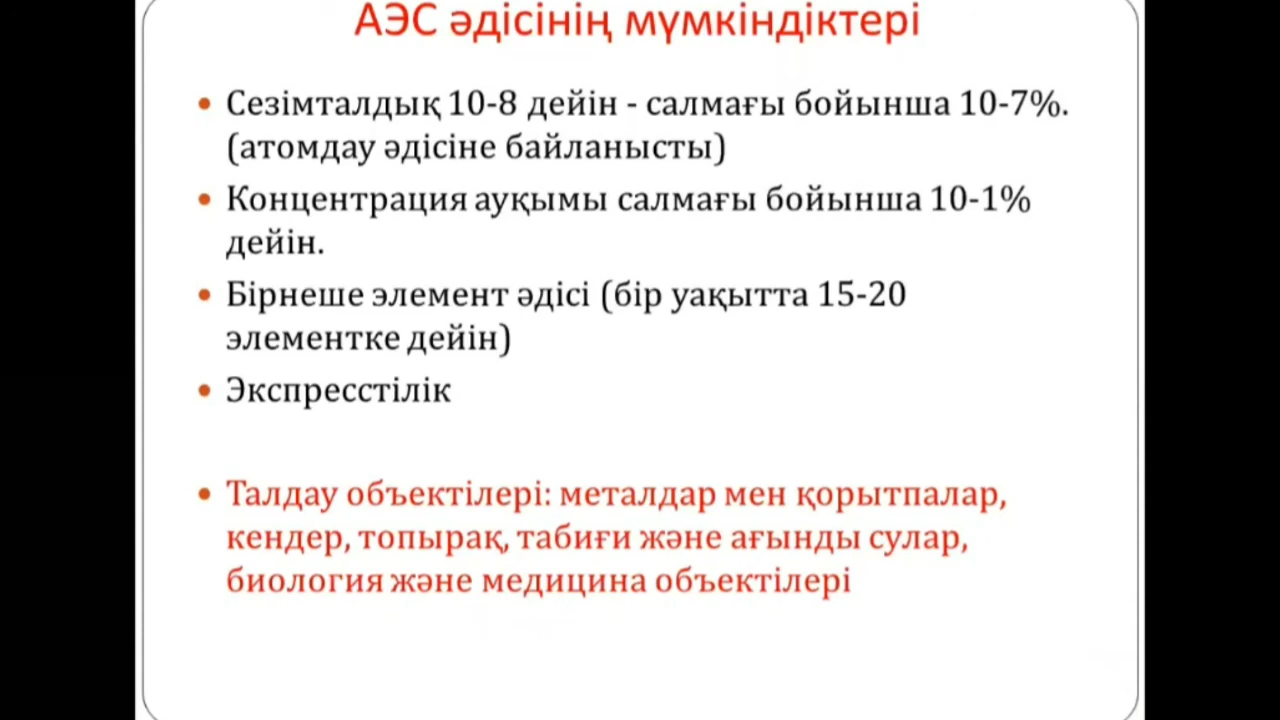 АЭС әдісінің мүмкіндіктері
• Сезімталдық 10-8 дейін - салмағы бойынша 10-7%.
(атомдау әдісіне байланысты)
• Концентрация ауқымы салмағы бойынша 10-1%
дейін.
• Бірнеше элемент әдісі (бір уақытта 15-20
элементке дейін)
• Экспресстілік
• Талдау объектілері: металдар мен қорытпалар,
кендер, топырақ, табиғи және ағынды сулар,
биология және медицина объектілері